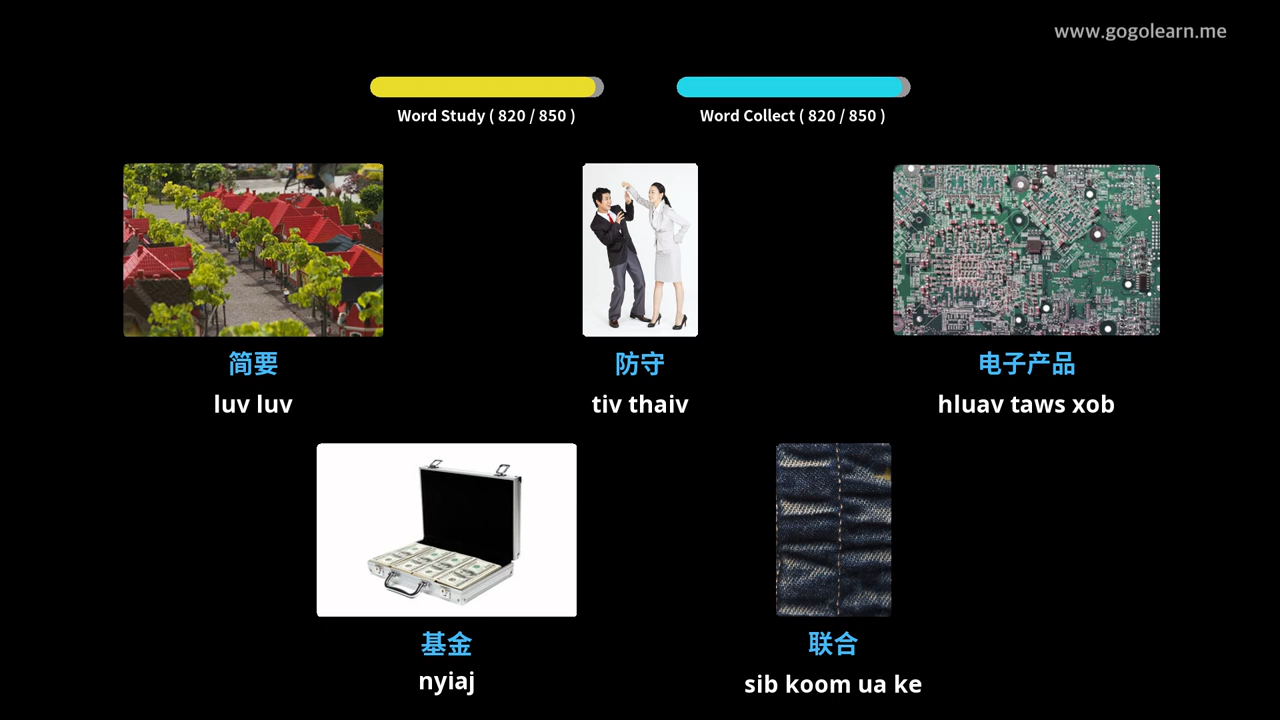 www.gogolearn.me
Word Study ( 820 / 850 )
Word Collect ( 820 / 850 )
简要
luv luv
防守
tiv thaiv
电子产品
hluav taws xob
基金
nyiaj
联合
sib koom ua ke